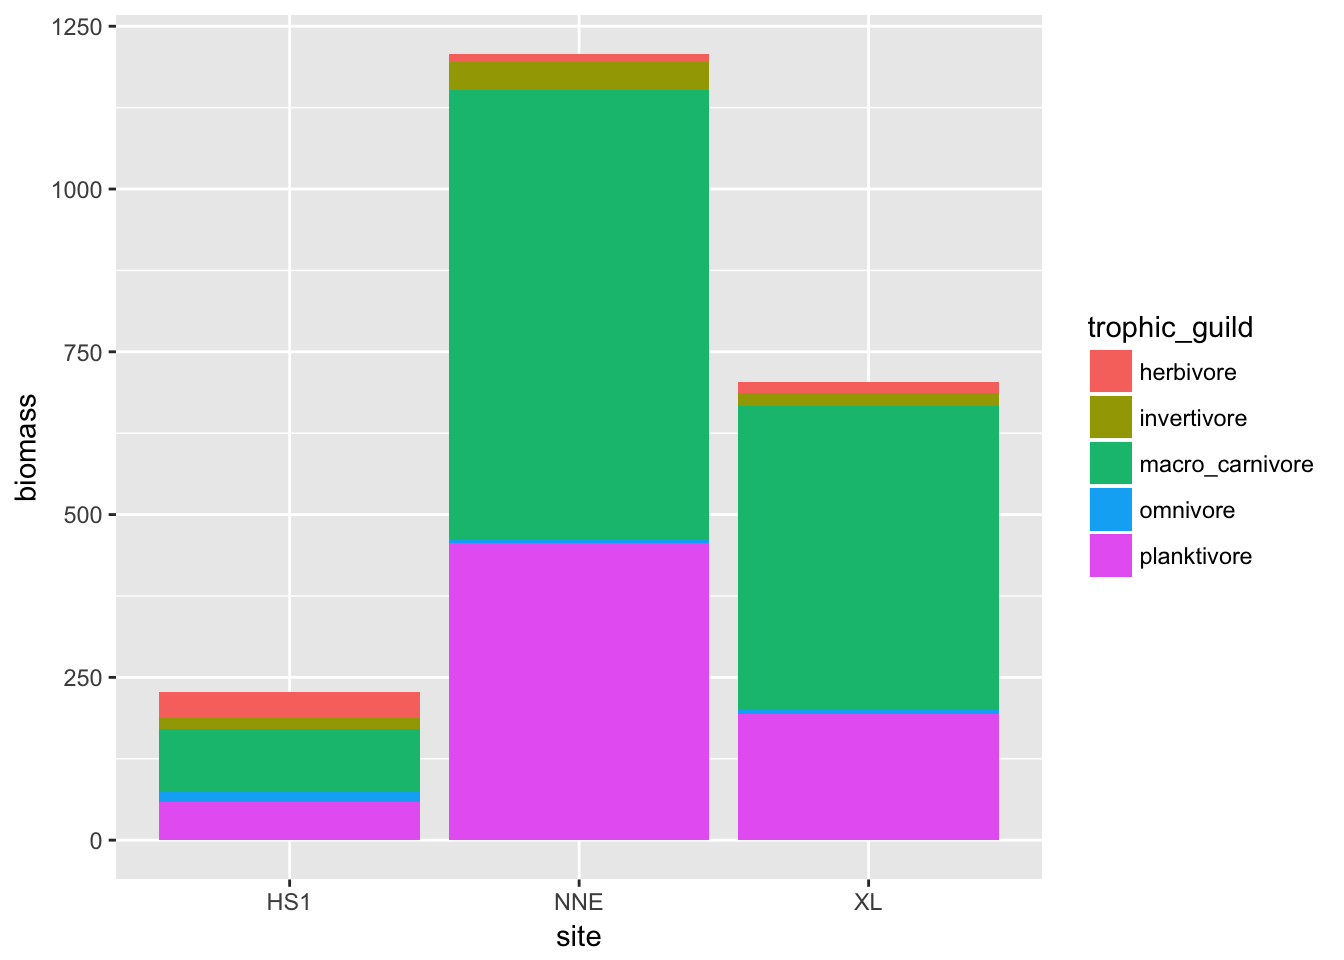 1250
1000
750
500
250
0
biomass
HS1 NNE XL
site
trophic_guild
herbivore
invertivore
macro_carnivore
omnivore
planktivore